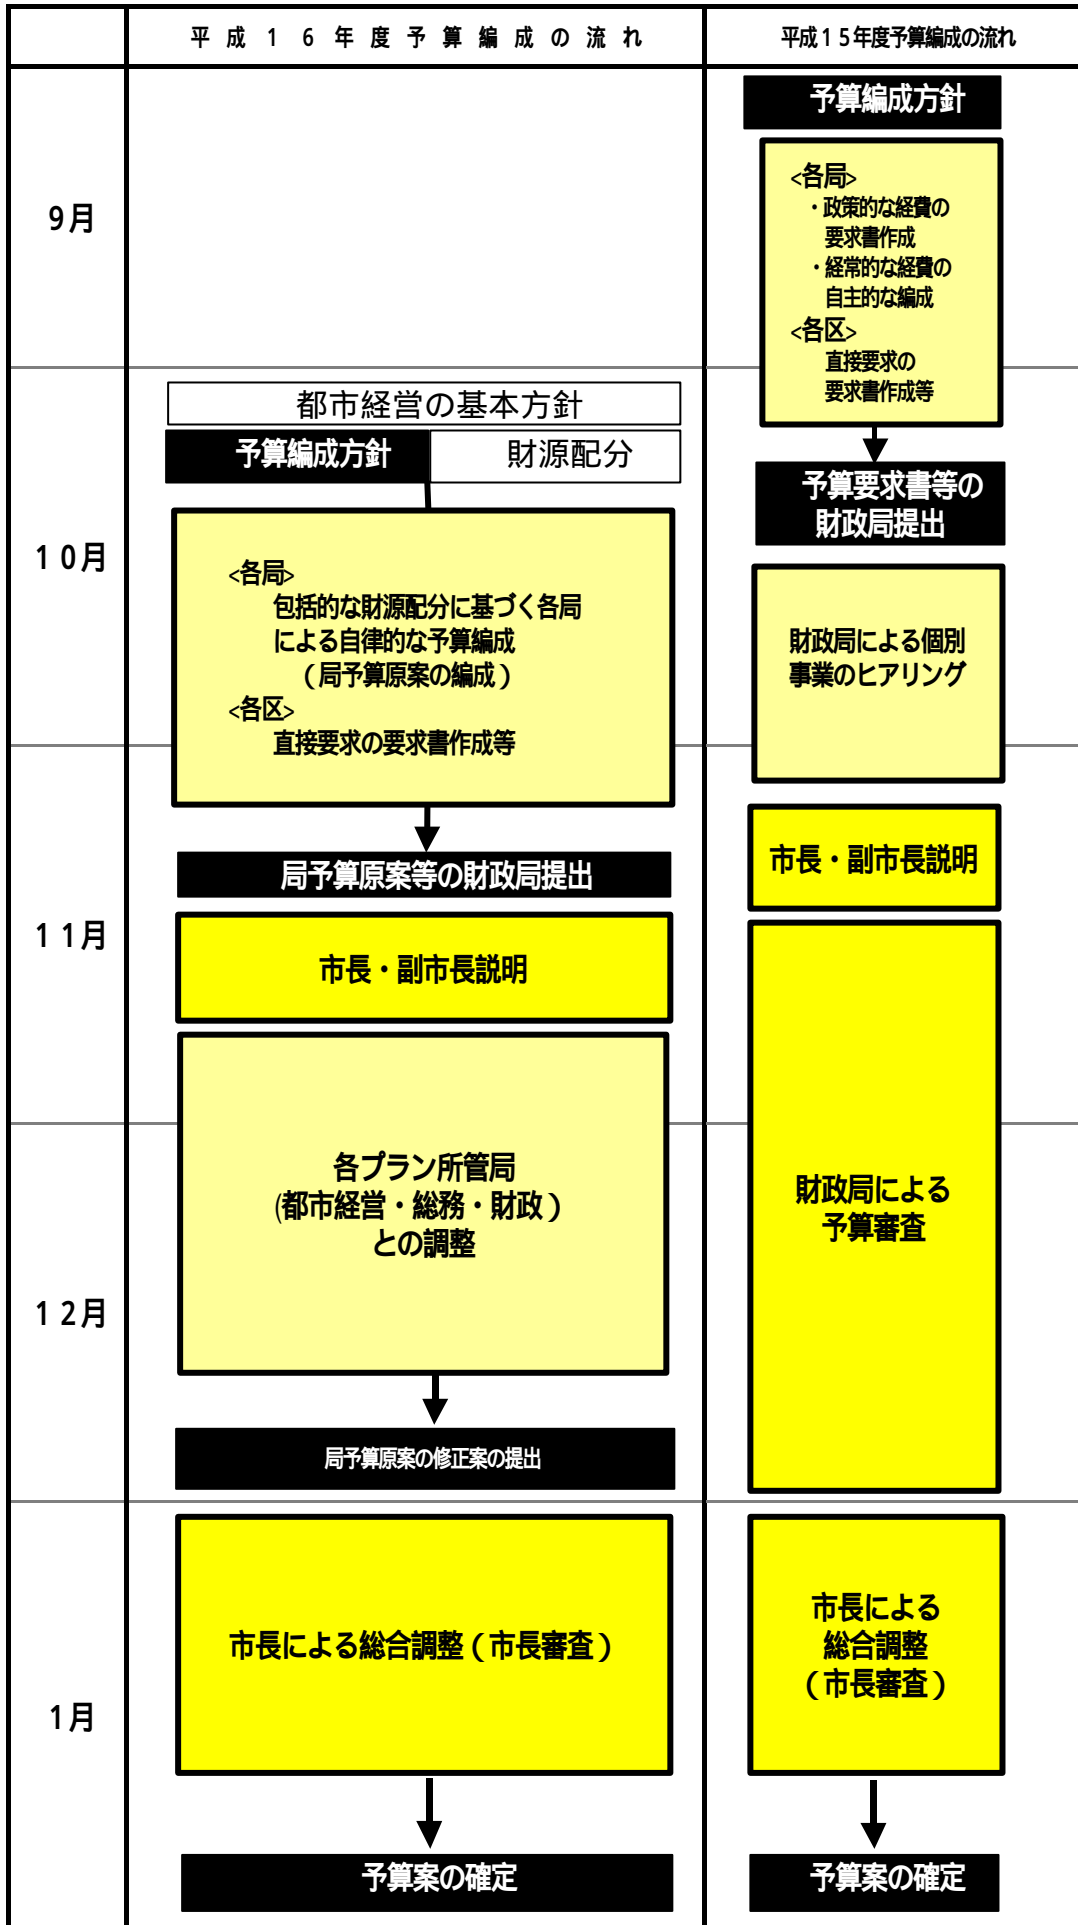 平成１６年度予算編成の流れ
平成１５年度予算編成の流れ
９月
１０月
１１月
１２月
１月
都市経営の基本方針
予算編成方針
財源配分
<各局>
包括的な財源配分に基づく各局
による自律的な予算編成
（局予算原案の編成）
<各区>
直接要求の要求書作成等
局予算原案等の財政局提出
市長・副市長説明
各プラン所管局
(都市経営・総務・財政）
との調整
局予算原案の修正案の提出
市長による総合調整（市長審査）
予算案の確定
予算編成方針
<各局>
・政策的な経費の
要求書作成
・経常的な経費の
自主的な編成
<各区>
直接要求の
要求書作成等
予算要求書等の
財政局提出
財政局による個別
事業のヒアリング
市長・副市長説明
財政局による
予算審査
市長による
総合調整
（市長審査）
予算案の確定